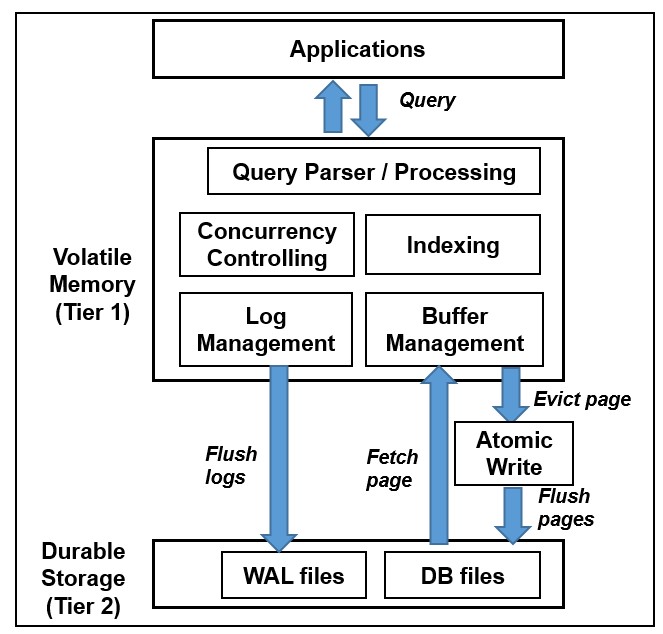 Applications
Query
Query Parser / Processing
Concurrency
Controlling
Indexing
Volatile
Memory
(Tier 1)
Log
Management
Buffer
Management
Evict page
Atomic
Write
Flush
logs
Fetch
page
Flush
pages
Durable
Storage
(Tier 2)
WAL files
DB files